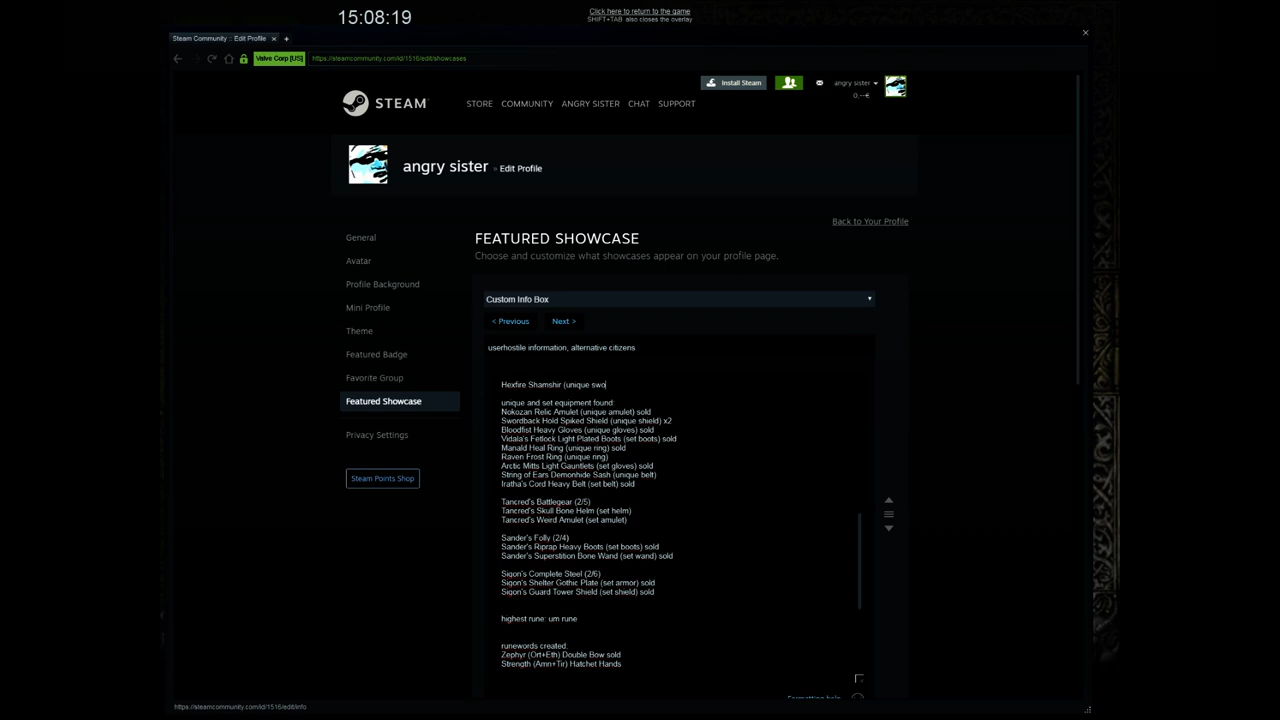 15:08:19
Click here to return to the game
SHIFT+TAB also closes the overlay
Steam Community :: Edit Profile
Valve Corp [US]
https://steamcommunity.com/id/1516/edit/showcases
Install Steam
angry sister
0,--€
STEAM
STORE COMMUNITY ANGRY SISTER CHAT SUPPORT
angry sister » Edit Profile
Back to Your Profile
General
Avatar
Profile Background
Mini Profile
Theme
Featured Badge
Favorite Group
Featured Showcase
Privacy Settings
Steam Points Shop
FEATURED SHOWCASE
Choose and customize what showcases appear on your profile page.
Custom Info Box
< Previous Next >
userhostile information, alternative citizens
Hexfire Shamshir (unique swo
unique and set equipment found:
Nokozan Relic Amulet (unique amulet) sold
Swordback Hold Spiked Shield (unique shield) x2
Bloodfist Heavy Gloves (unique gloves) sold
Vidala's Fetlock Light Plated Boots (set boots) sold
Manald Heal Ring (unique ring) sold
Raven Frost Ring (unique ring)
Arctic Mitts Light Gauntlets (set gloves) sold
String of Ears Demonhide Sash (unique belt)
Iratha's Cord Heavy Belt (set belt) sold
Tancred's Battlegear (2/5)
Tancred's Skull Bone Helm (set helm)
Tancred's Weird Amulet (set amulet)
Sander's Folly (2/4)
Sander's Riprap Heavy Boots (set boots) sold
Sander's Superstition Bone Wand (set wand) sold
Sigon's Complete Steel (2/6)
Sigon's Shelter Gothic Plate (set armor) sold
Sigon's Guard Tower Shield (set shield) sold
highest rune: um rune
runewords created:
Zephyr (Ort+Eth) Double Bow sold
Strength (Amn+Tir) Hatchet Hands
Formatting help
https://steamcommunity.com/id/1516/edit/info